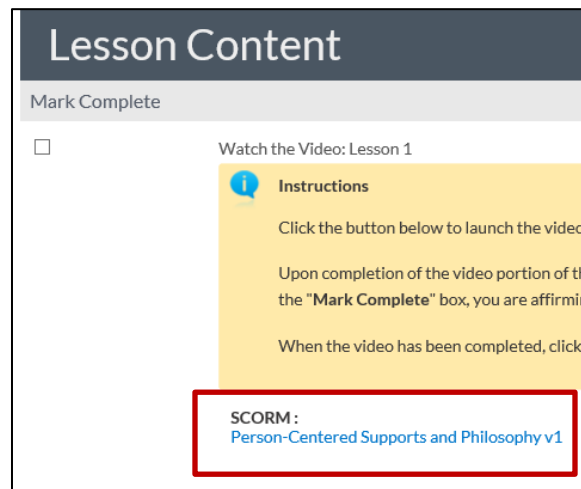 Lesson Content
Mark Complete
Watch the Video: Lesson 1
i
Instructions
Click the button below to launch the video
Upon completion of the video portion of
the "Mark Complete" box, you are
When the video has been completed, click
SCORM :
Person-Centered Supports and Philosophy v1